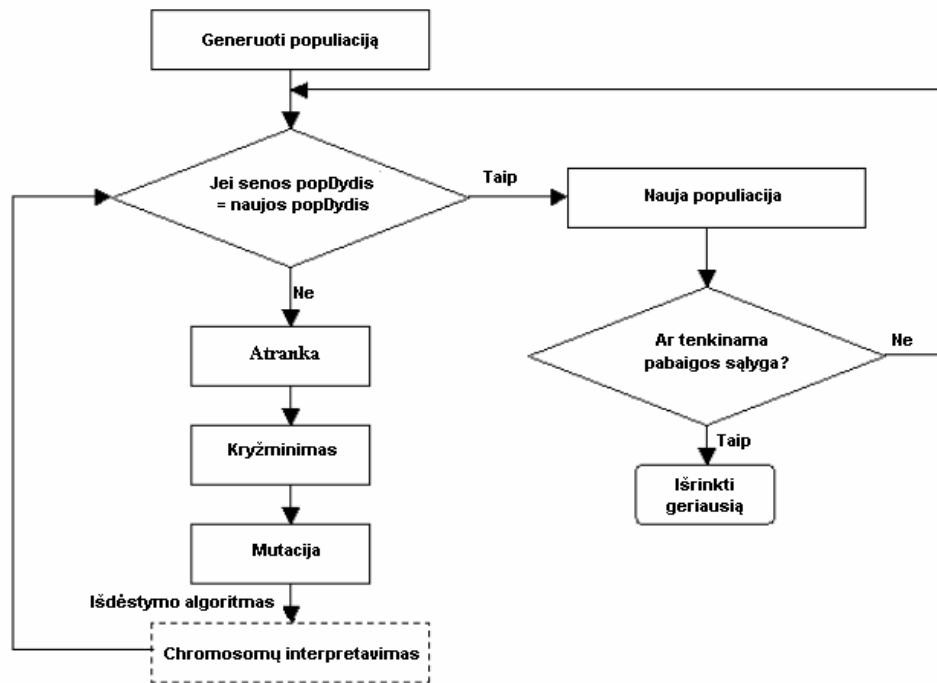 Generuoti populiaciją
Jei senos popDydis
= naujos popDydis
Taip
Nauja populiacija
Ne
Atranka
Ar tenkinama
pabaigos sąlyga?
Ne
Kryžminimas
Taip
Išrinkti
geriausią
Mutacija
Išdėstymo algoritmas
Chromosomų interpretavimas